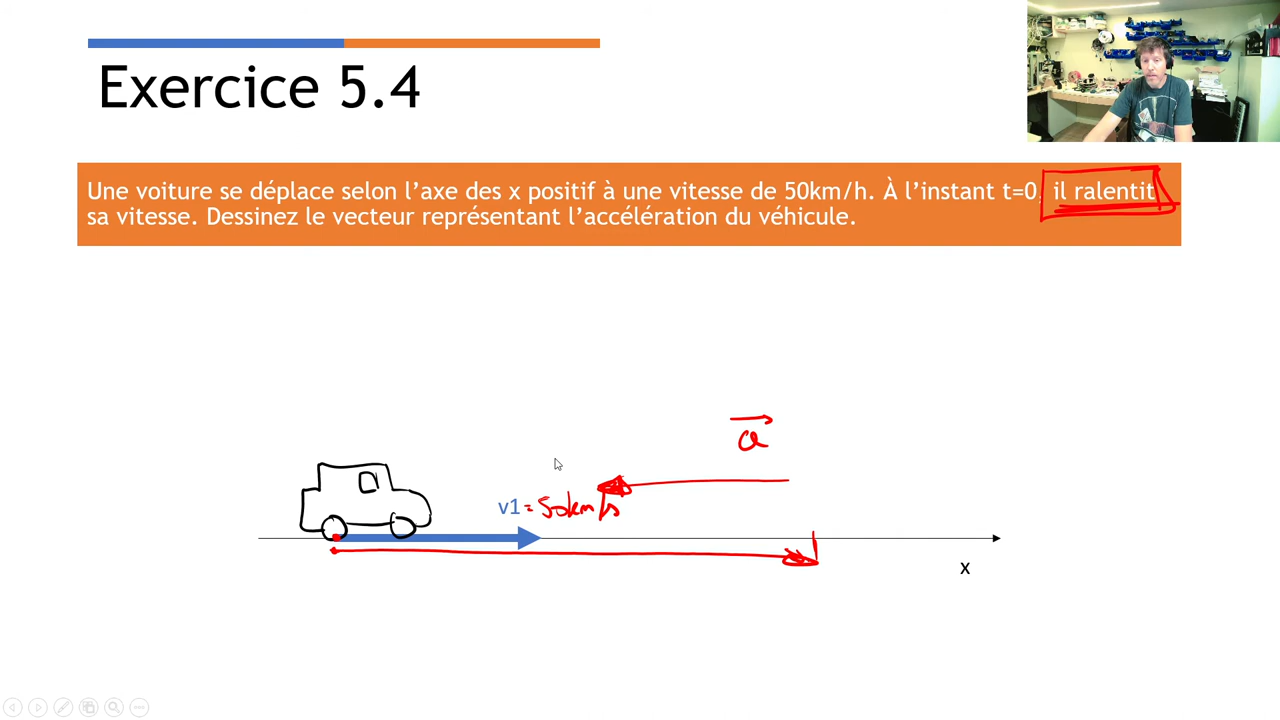 Exercice 5.4
Une voiture se déplace selon l’axe des x positif à une vitesse de 50km/h. À l’instant t=0, il ralentit
sa vitesse. Dessinez le vecteur représentant l’accélération du véhicule.
a
v1 = 50km/h
x